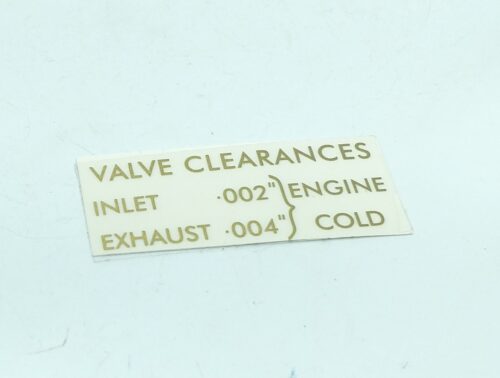 VALVE CLEARANCES
INLET ·002" } ENGINE
EXHAUST ·004" } COLD